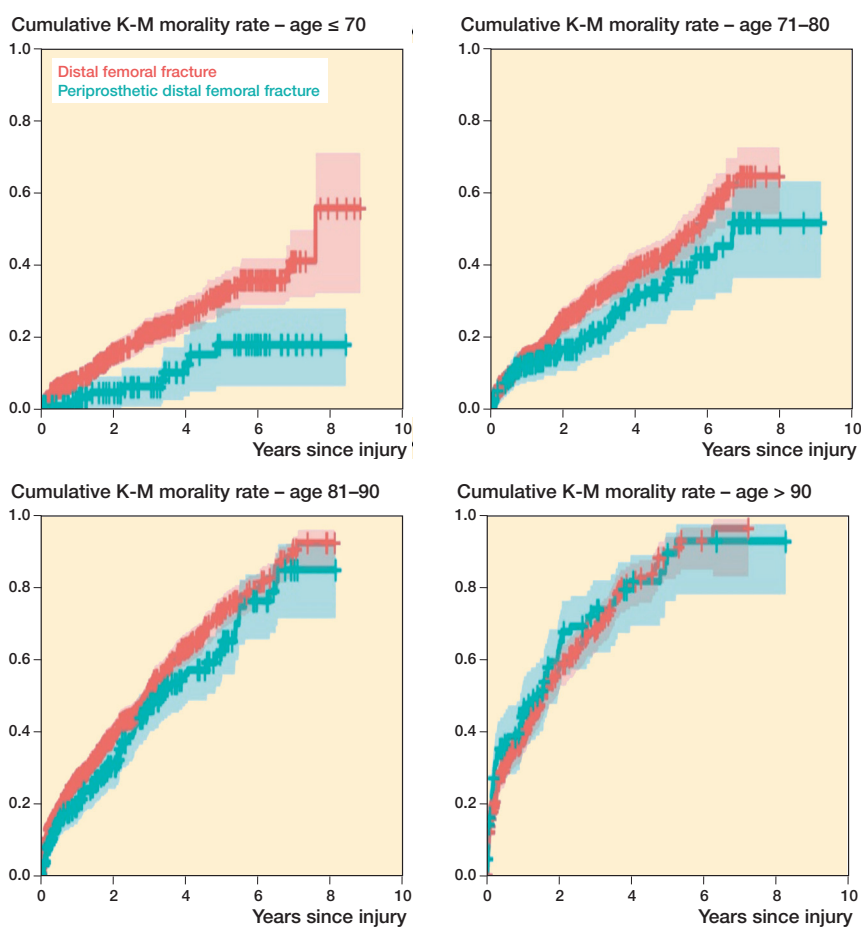 Cumulative K-M morality rate – age ≤ 70
1.0
0.8
0.6
0.4
0.2
0.0
Distal femoral fracture
Periprosthetic distal femoral fracture
0 2 4 6 8 10
Years since injury
Cumulative K-M morality rate – age 71–80
1.0
0.8
0.6
0.4
0.2
0.0
0 2 4 6 8 10
Years since injury
Cumulative K-M morality rate – age 81–90
1.0
0.8
0.6
0.4
0.2
0.0
0 2 4 6 8 10
Years since injury
Cumulative K-M morality rate – age > 90
1.0
0.8
0.6
0.4
0.2
0.0
0 2 4 6 8 10
Years since injury